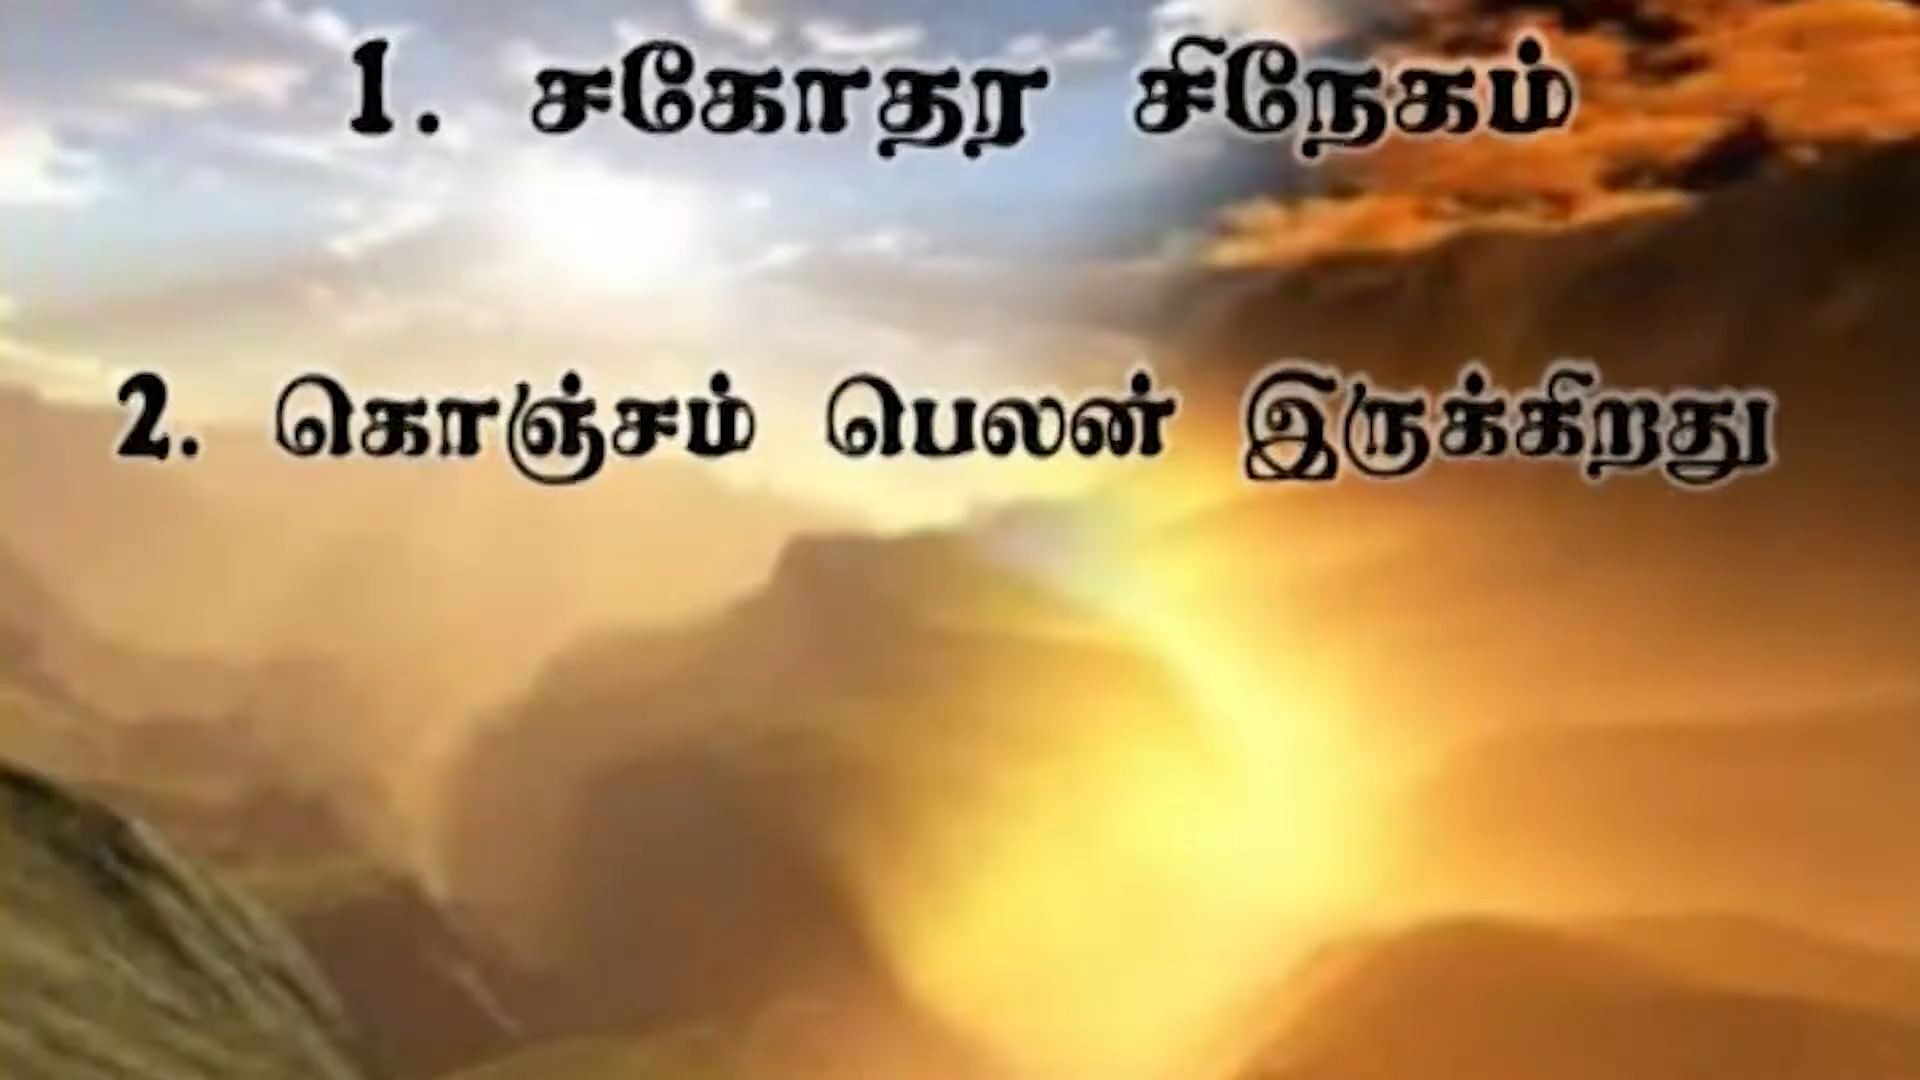 1. சகோதர சிநேகம்
2. கொஞ்சம் பெலன் இருக்கிறது